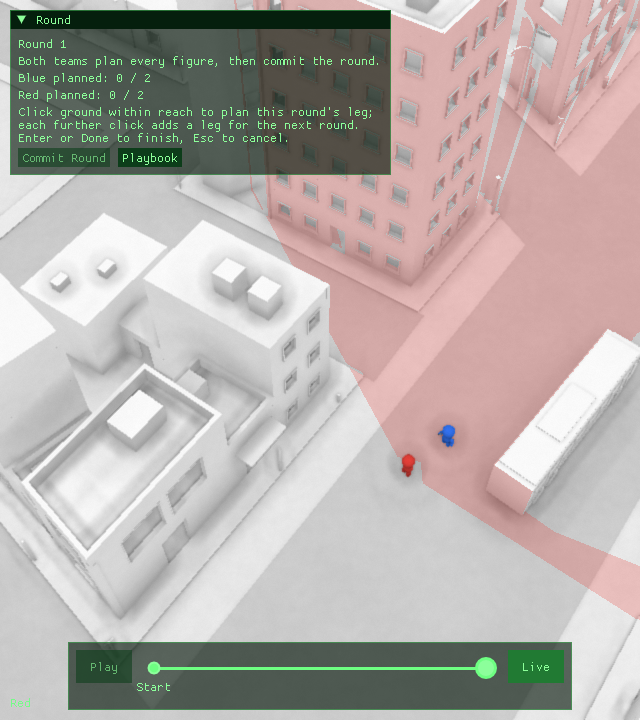 ▼ Round
Round 1
Both teams plan every figure, then commit the round.
Blue planned: 0 / 2
Red planned: 0 / 2
Click ground within reach to plan this round's leg;
each further click adds a leg for the next round.
Enter or Done to finish, Esc to cancel.
Commit Round Playbook
Play Live
Start